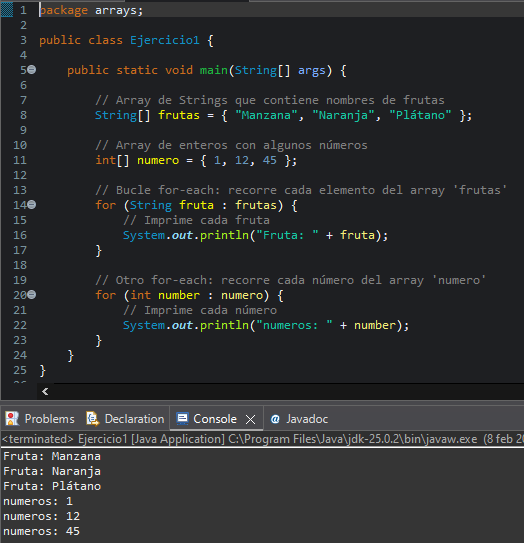 1 package arrays;
2
3 public class Ejercicio1 {
4
5 public static void main(String[] args) {
6
7 // Array de Strings que contiene nombres de frutas
8 String[] frutas = { "Manzana", "Naranja", "Plátano" };
9
10 // Array de enteros con algunos números
11 int[] numero = { 1, 12, 45 };
12
13 // Bucle for-each: recorre cada elemento del array 'frutas'
14 for (String fruta : frutas) {
15 // Imprime cada fruta
16 System.out.println("Fruta: " + fruta);
17 }
18
19 // Otro for-each: recorre cada número del array 'numero'
20 for (int number : numero) {
21 // Imprime cada número
22 System.out.println("numeros: " + number);
23 }
24 }
25 }
26
Problems Declaration Console Javadoc
<terminated> Ejercicio1 [Java Application] C:\Program Files\Java\jdk-25.0.2\bin\javaw.exe (8 feb 20
Fruta: Manzana
Fruta: Naranja
Fruta: Plátano
numeros: 1
numeros: 12
numeros: 45